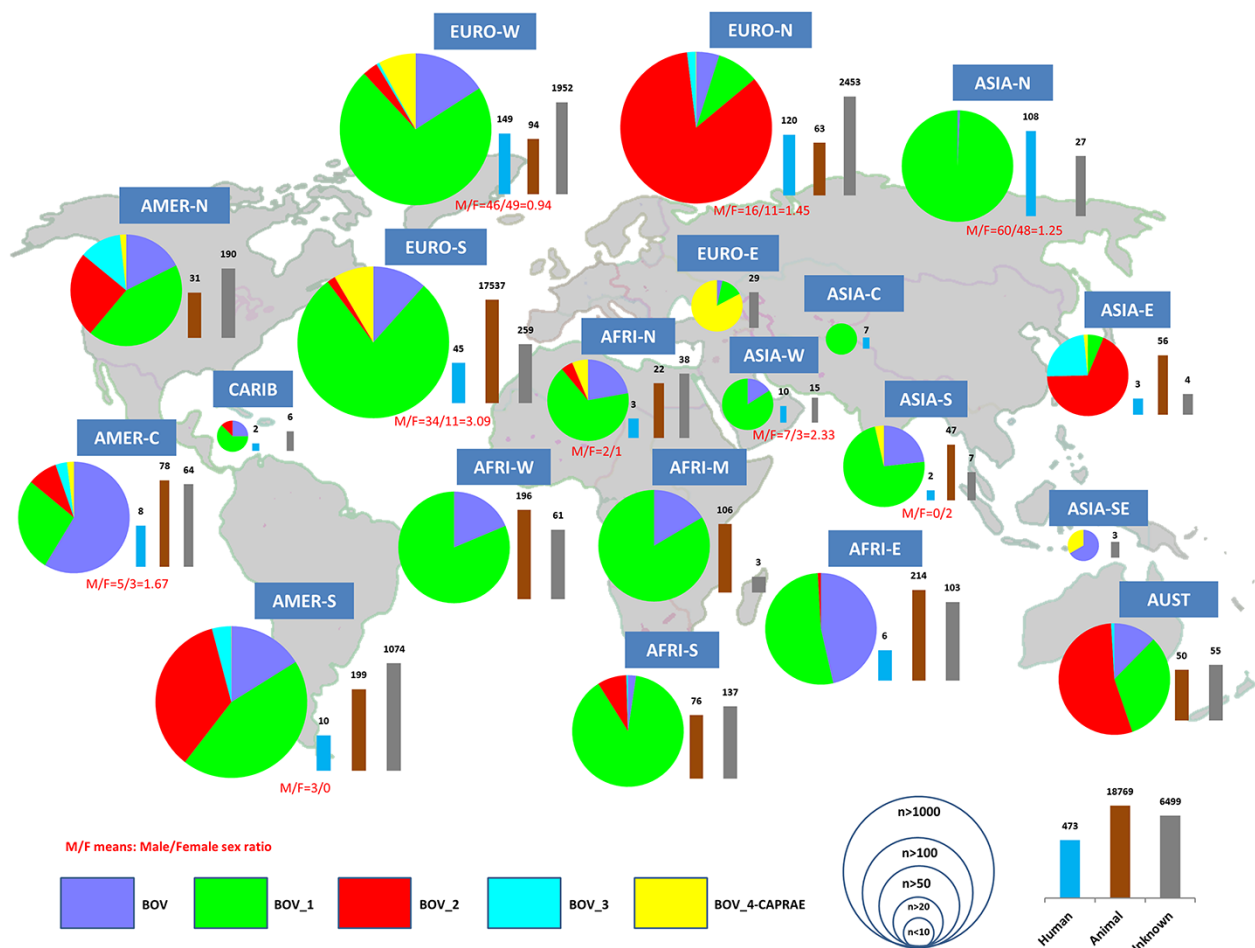 EURO-W
149
94
1952
M/F=46/49=0.94
EURO-N
120
63
2453
M/F=16/11=1.45
ASIA-N
108
27
M/F=60/48=1.25
AMER-N
31
190
EURO-S
45
17537
259
M/F=34/11=3.09
EURO-E
29
ASIA-C
7
ASIA-E
3
56
4
AFRI-N
3
22
38
M/F=2/1
ASIA-W
10
15
M/F=7/3=2.33
CARIB
2
6
ASIA-S
2
47
7
M/F=0/2
AMER-C
8
78
64
M/F=5/3=1.67
AFRI-W
196
61
AFRI-M
106
3
ASIA-SE
3
AFRI-E
6
214
103
AUST
50
55
AMER-S
10
199
1074
M/F=3/0
AFRI-S
76
137
M/F means: Male/Female sex ratio
BOV
BOV_1
BOV_2
BOV_3
BOV_4-CAPRAE
n>1000
n>100
n>50
n>20
n<10
473
18769
6499
Human
Animal
Inknown